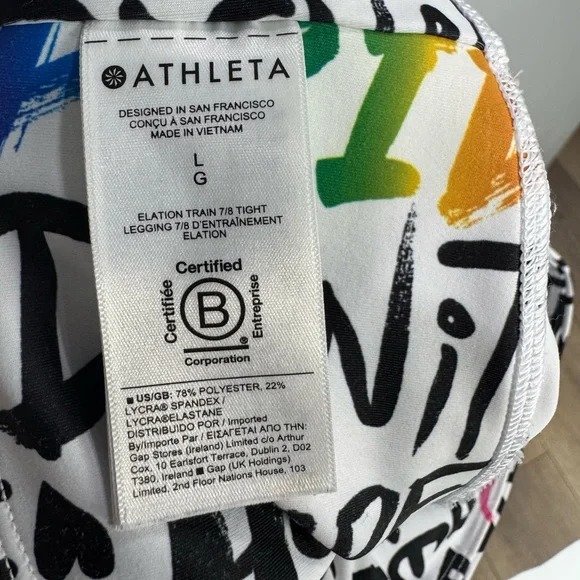 ATHLETA
DESIGNED IN SAN FRANCISCO
CONÇU À SAN FRANCISCO
MADE IN VIETNAM
L
G
ELATION TRAIN 7/8 TIGHT
LEGGING 7/8 D'ENTRAÎNEMENT
ELATION
Certified
Certifiée
B
Entreprise
Corporation
US/GB: 78% POLYESTER, 22%
LYCRA® SPANDEX /
LYCRA®ELASTANE
DISTRIBUIDO POR / Imported
By/Importe Par / ΕΙΣΑΓΕΤΑΙ ΑΠΟ ΤΗΝ:
Gap Stores (Ireland) Limited c/o Arthur
Cox, 10 Earlsfort Terrace, Dublin 2, D02
T380, Ireland ■ Gap (UK Holdings)
Limited, 2nd Floor Nations House, 103